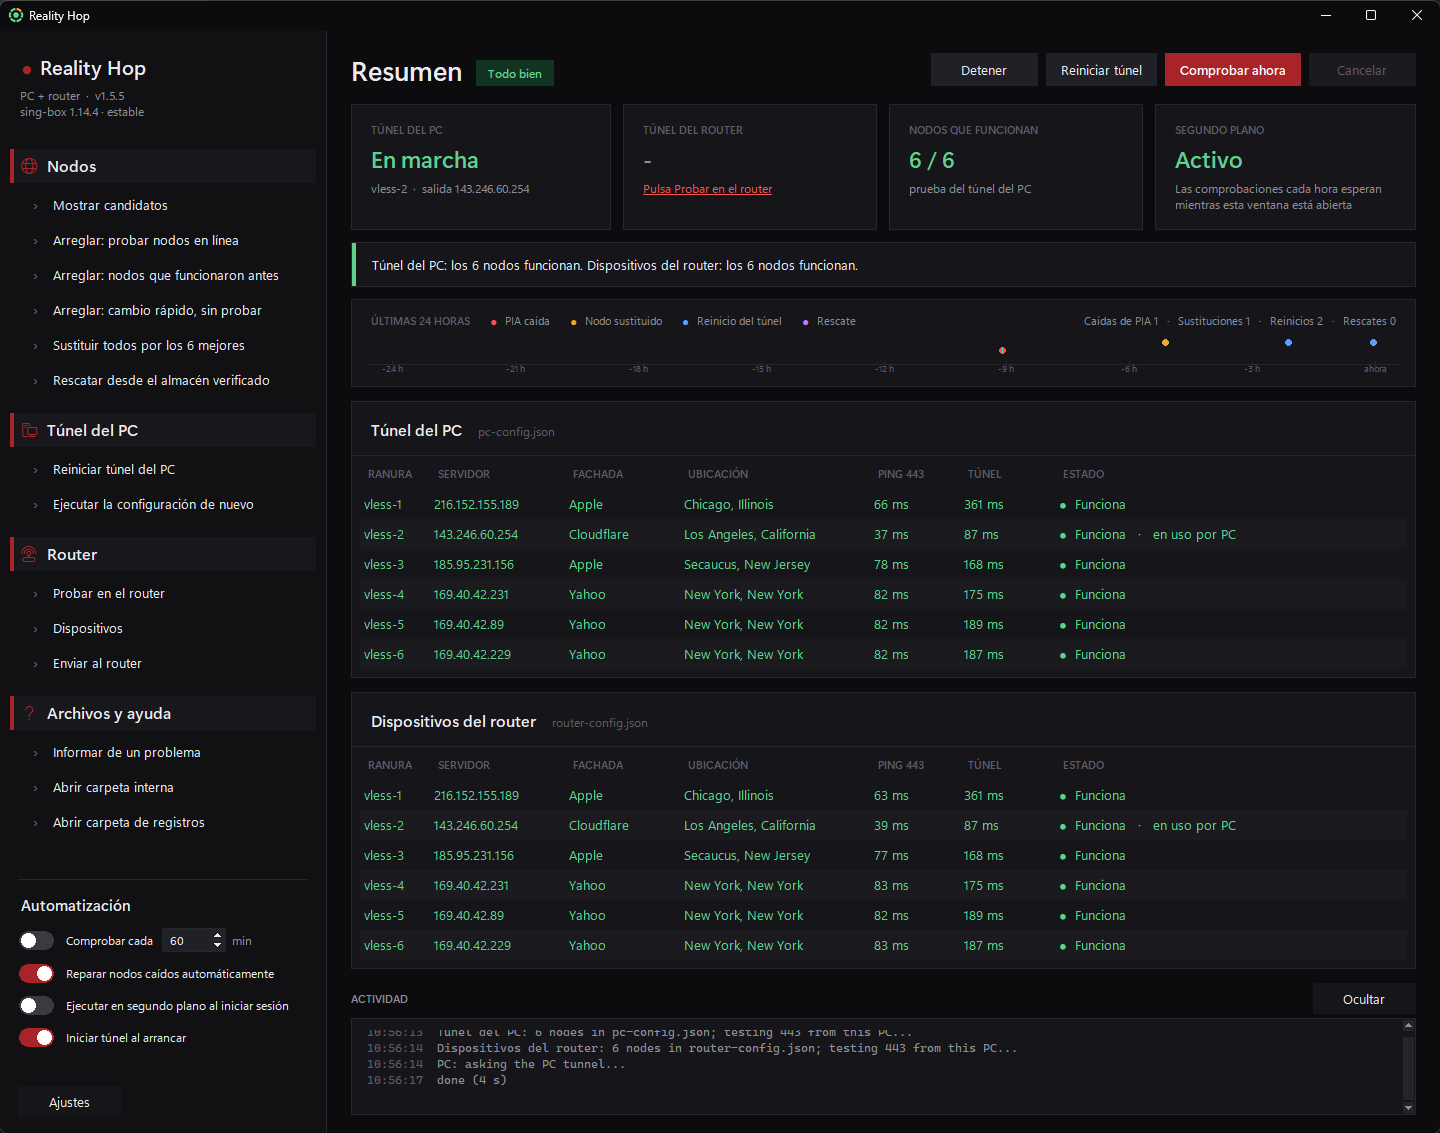 Reality Hop
Reality Hop
PC + router · v1.5.5
sing-box 1.14.4 · estable
Nodos
Mostrar candidatos
Arreglar: probar nodos en línea
Arreglar: nodos que funcionaron antes
Arreglar: cambio rápido, sin probar
Sustituir todos por los 6 mejores
Rescatar desde el almacén verificado
Túnel del PC
Reiniciar túnel del PC
Ejecutar la configuración de nuevo
Router
Probar en el router
Dispositivos
Enviar al router
Archivos y ayuda
Informar de un problema
Abrir carpeta interna
Abrir carpeta de registros
Automatización
Comprobar cada 60 min
Reparar nodos caídos automáticamente
Ejecutar en segundo plano al iniciar sesión
Iniciar túnel al arrancar
Ajustes
Resumen Todo bien
Detener Reiniciar túnel Comprobar ahora Cancelar
TÚNEL DEL PC
En marcha
vless-2 · salida 143.246.60.254
TÚNEL DEL ROUTER
-
Pulsa Probar en el router
NODOS QUE FUNCIONAN
6 / 6
prueba del túnel del PC
SEGUNDO PLANO
Activo
Las comprobaciones cada hora esperan
mientras esta ventana está abierta
Túnel del PC: los 6 nodos funcionan. Dispositivos del router: los 6 nodos funcionan.
ÚLTIMAS 24 HORAS PIA caída Nodo sustituido Reinicio del túnel Rescate Caídas de PIA 1 · Sustituciones 1 · Reinicios 2 · Rescates 0
-24 h -21 h -18 h -15 h -12 h -9 h -6 h -3 h ahora
Túnel del PC pc-config.json
RANURA SERVIDOR FACHADA UBICACIÓN PING 443 TÚNEL ESTADO
vless-1 216.152.155.189 Apple Chicago, Illinois 66 ms 361 ms Funciona
vless-2 143.246.60.254 Cloudflare Los Angeles, California 37 ms 87 ms Funciona · en uso por PC
vless-3 185.95.231.156 Apple Secaucus, New Jersey 78 ms 168 ms Funciona
vless-4 169.40.42.231 Yahoo New York, New York 82 ms 175 ms Funciona
vless-5 169.40.42.89 Yahoo New York, New York 82 ms 189 ms Funciona
vless-6 169.40.42.229 Yahoo New York, New York 82 ms 187 ms Funciona
Dispositivos del router router-config.json
RANURA SERVIDOR FACHADA UBICACIÓN PING 443 TÚNEL ESTADO
vless-1 216.152.155.189 Apple Chicago, Illinois 63 ms 361 ms Funciona
vless-2 143.246.60.254 Cloudflare Los Angeles, California 39 ms 87 ms Funciona · en uso por PC
vless-3 185.95.231.156 Apple Secaucus, New Jersey 77 ms 168 ms Funciona
vless-4 169.40.42.231 Yahoo New York, New York 83 ms 175 ms Funciona
vless-5 169.40.42.89 Yahoo New York, New York 82 ms 189 ms Funciona
vless-6 169.40.42.229 Yahoo New York, New York 83 ms 187 ms Funciona
ACTIVIDAD Ocultar
10:56:13 Túnel del PC: 6 nodes in pc-config.json; testing 443 from this PC...
10:56:14 Dispositivos del router: 6 nodes in router-config.json; testing 443 from this PC...
10:56:14 PC: asking the PC tunnel...
10:56:17 done (4 s)